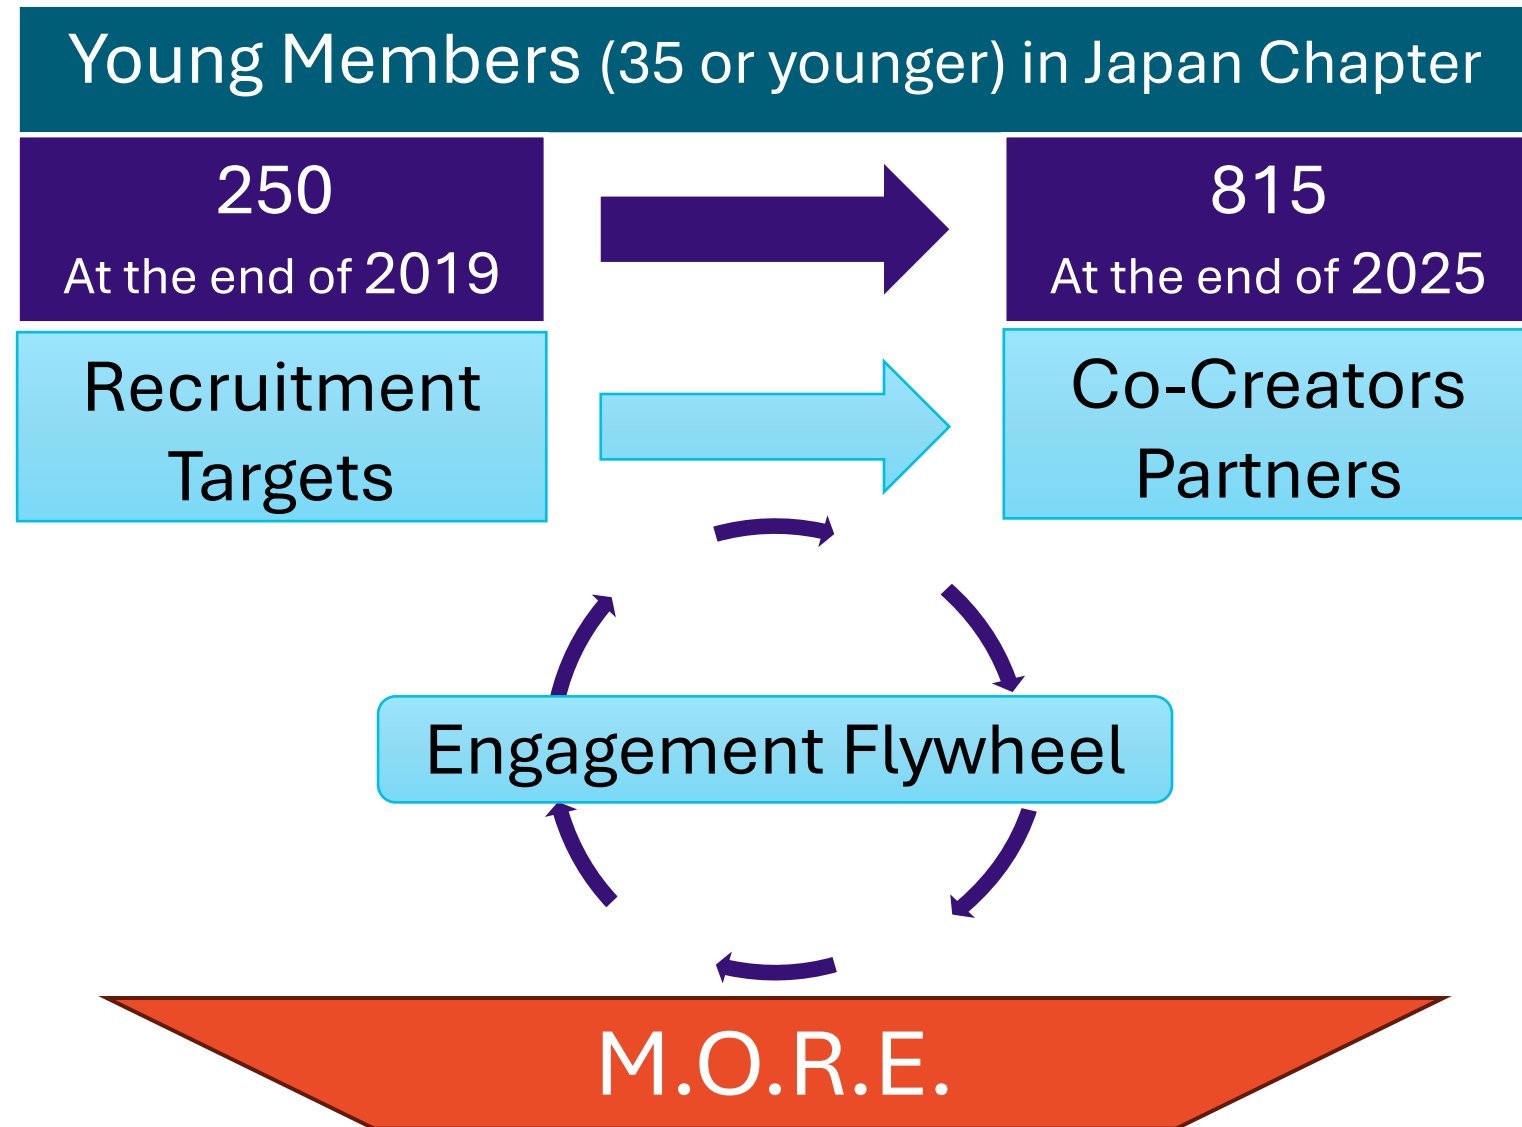 Young Members (35 or younger) in Japan Chapter
250
At the end of 2019
815
At the end of 2025
Recruitment
Targets
Co-Creators
Partners
Engagement Flywheel
M.O.R.E.